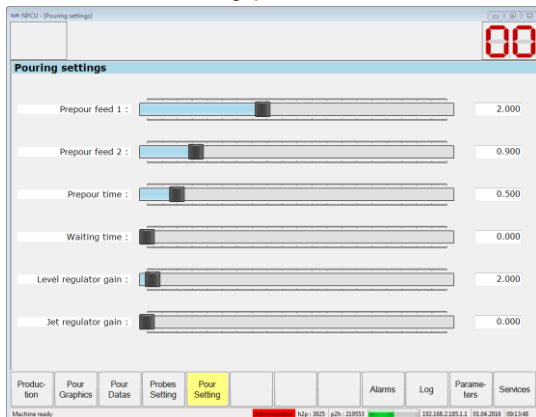 NPCU - [Pouring settings]
00
Pouring settings
Prepour feed 1 : 2.000
Prepour feed 2 : 0.900
Prepour time : 0.500
Waiting time : 0.000
Level regulator gain : 2.000
Jet regulator gain : 0.000
Produc-
tion
Pour
Graphics
Pour
Datas
Probes
Setting
Pour
Setting
Alarms
Log
Parame-
ters
Services
Machine ready Administrator h2p : 3925 p2h : 219553 192.168.2.185.1.1 01.04.2016 09:13:48